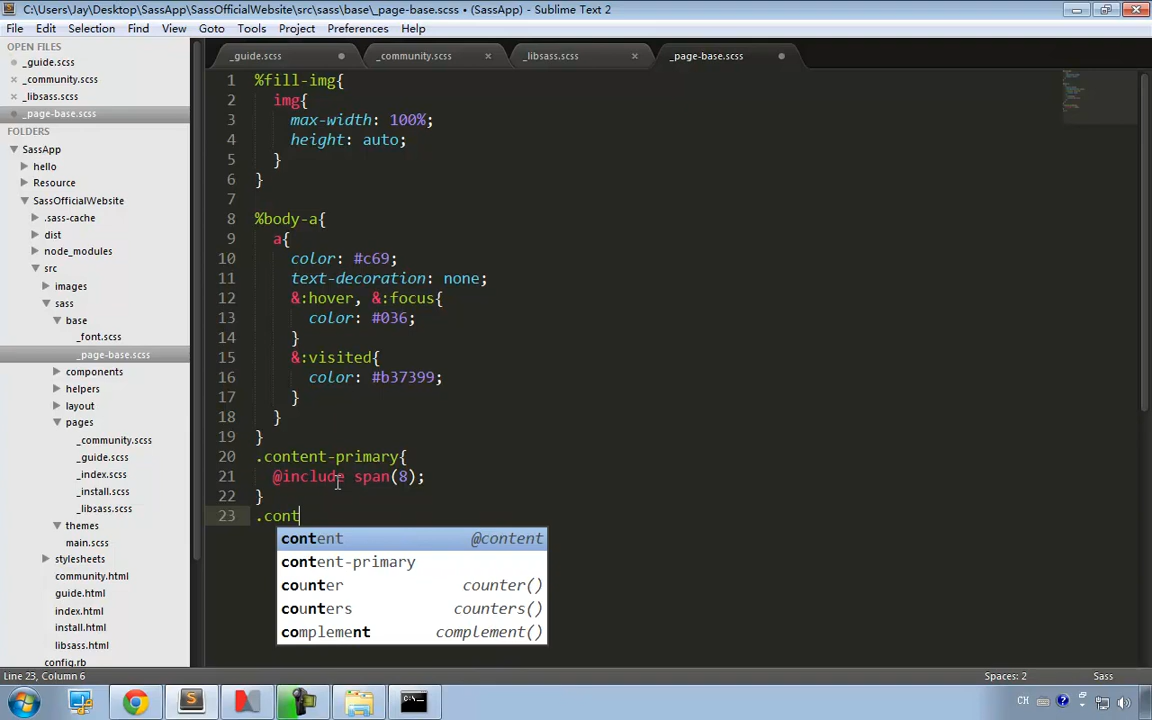 C:\Users\Jay\Desktop\SassApp\SassOfficialWebsite\src\sass\base\_page-base.scss • (SassApp) - Sublime Text 2
File Edit Selection Find View Goto Tools Project Preferences Help
OPEN FILES
_guide.scss
_community.scss
_libsass.scss
_page-base.scss
FOLDERS
SassApp
hello
Resource
SassOfficialWebsite
.sass-cache
dist
node_modules
src
images
sass
base
_font.scss
_page-base.scss
components
helpers
layout
pages
_community.scss
_guide.scss
_index.scss
_install.scss
_libsass.scss
themes
main.scss
stylesheets
community.html
guide.html
index.html
install.html
libsass.html
config.rb
_guide.scss _community.scss _libsass.scss _page-base.scss
1 %fill-img{
2 img{
3 max-width: 100%;
4 height: auto;
5 }
6 }
7
8 %body-a{
9 a{
10 color: #c69;
11 text-decoration: none;
12 &:hover, &:focus{
13 color: #036;
14 }
15 &:visited{
16 color: #b37399;
17 }
18 }
19 }
20 .content-primary{
21 @include span(8);
22 }
23 .cont
content @content
content-primary
counter counter()
counters counters()
complement complement()
Line 23, Column 6 Spaces: 2 Sass
CH